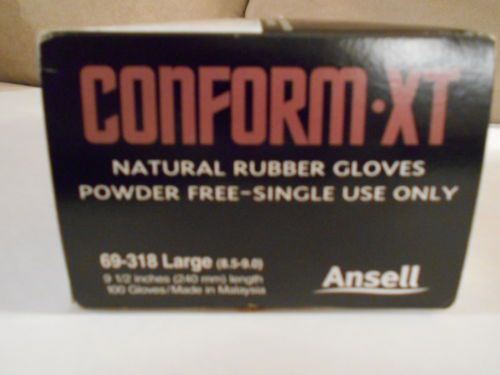 CONFORM·XT
NATURAL RUBBER GLOVES
POWDER FREE-SINGLE USE ONLY
69-318 Large (8.5-9.0)
9 1/2 inches (240 mm) length
100 Gloves/Made in Malaysia
Ansell